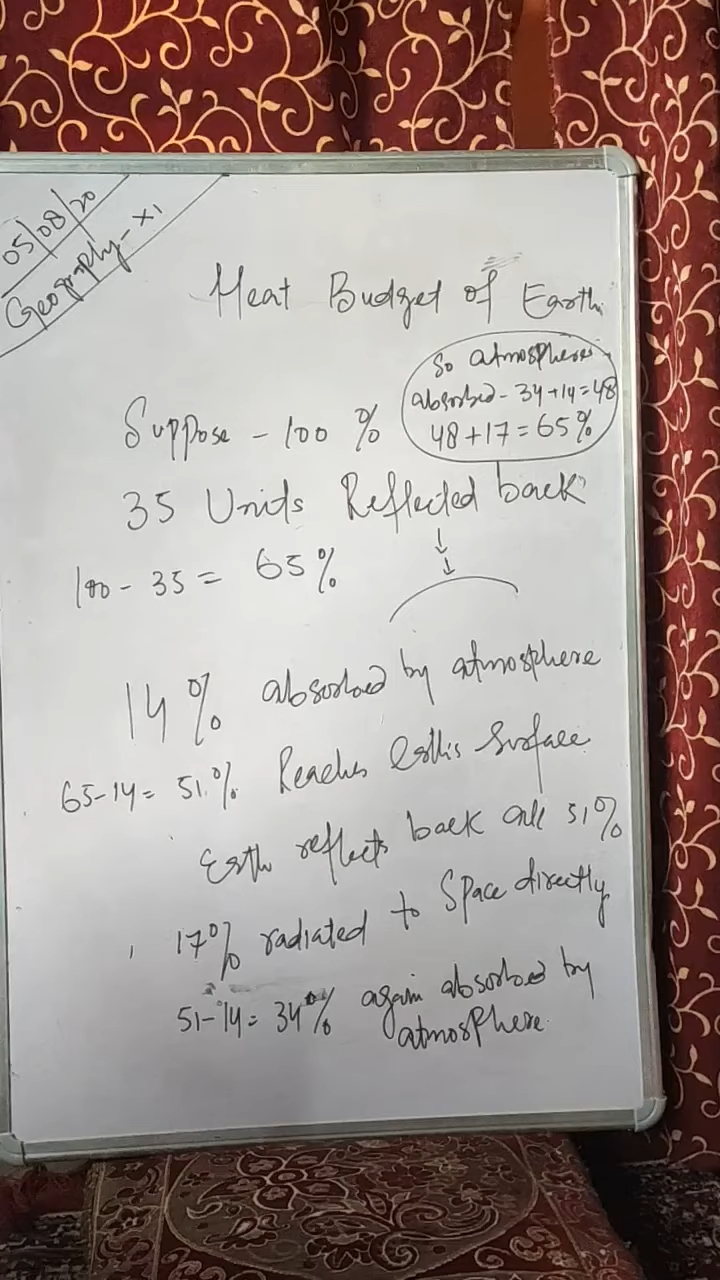 05/08/20
Geography - XI
Heat Budget of Earth
So atmosphere
absorbed - 34+14=48
48+17=65%
Suppose - 100 %
35 Units Reflected back
100 - 35 = 65%
14% absorbed by atmosphere
65-14= 51% Reaches Earth's Surface
Earth reflects back all 51%
17% radiated to Space directly
51-14= 34% again absorbed by
atmosphere